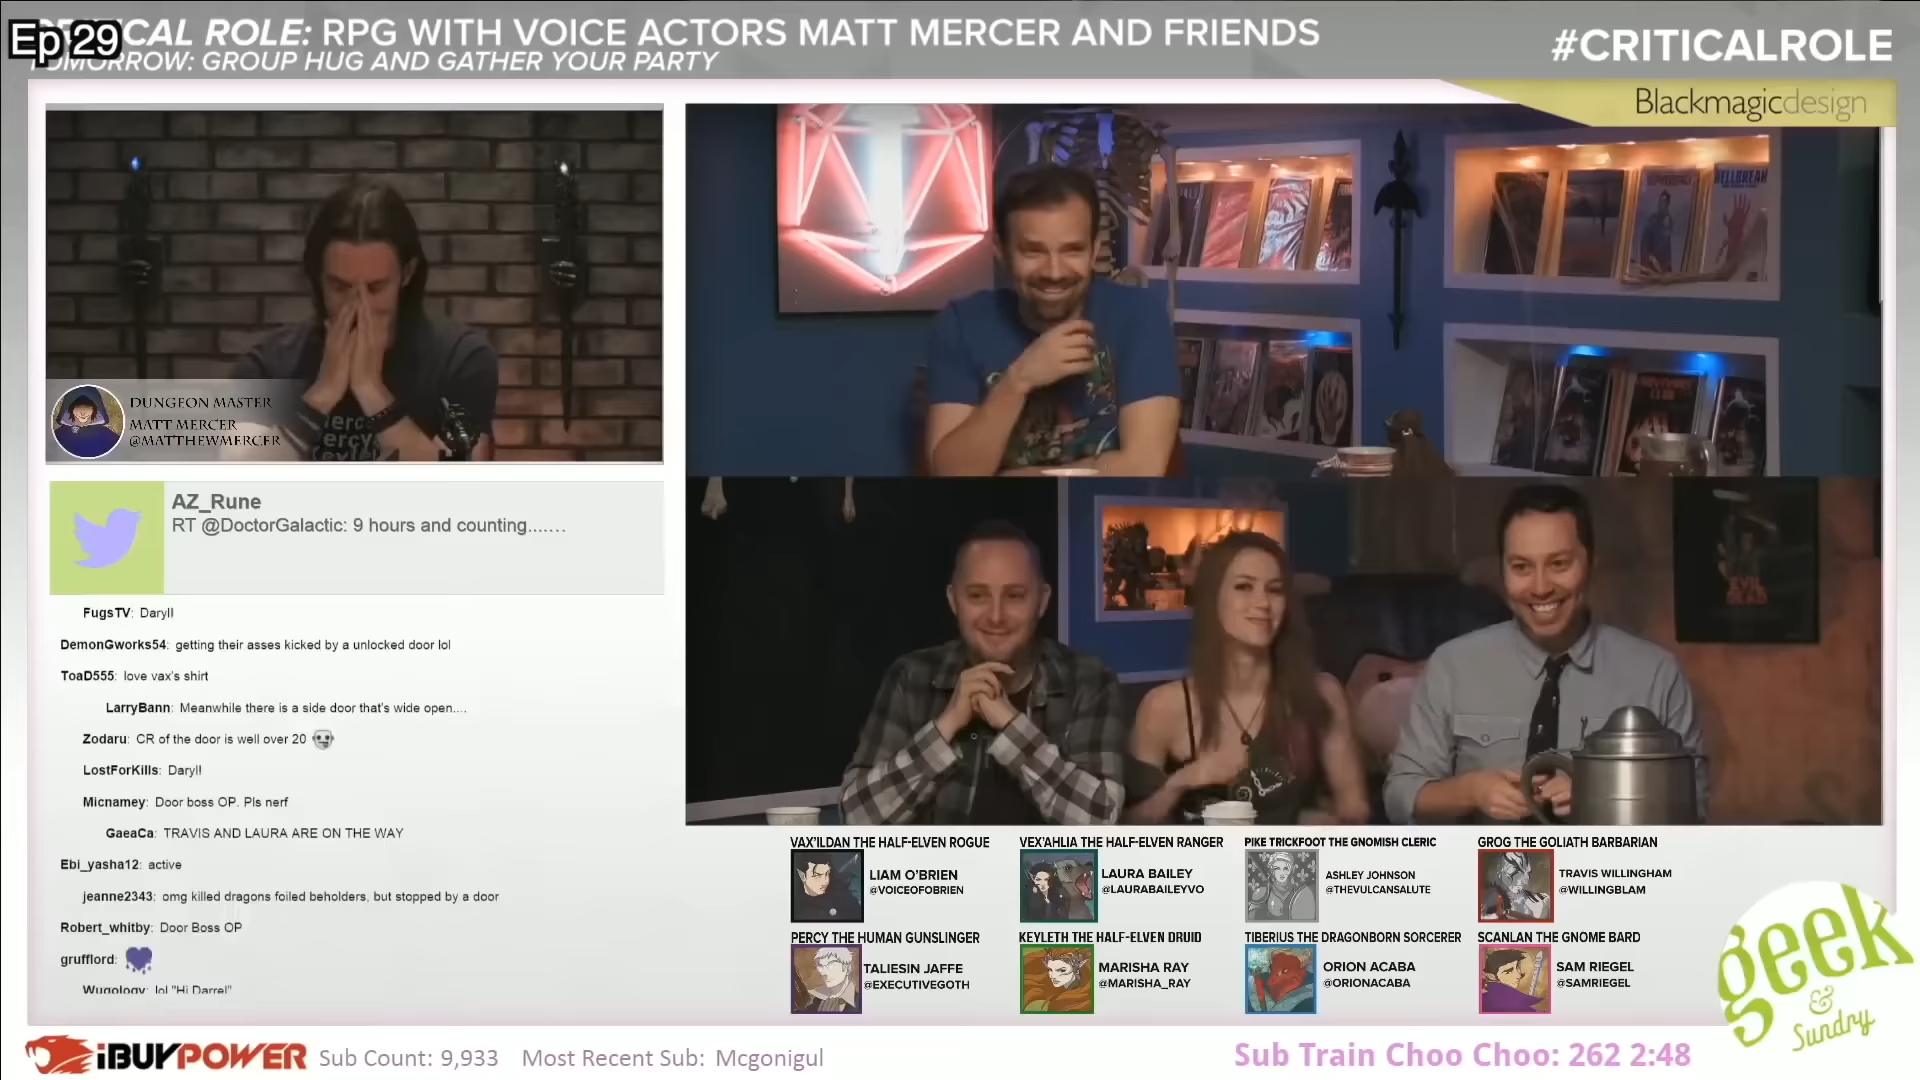 Ep 29
CAL ROLE: RPG WITH VOICE ACTORS MATT MERCER AND FRIENDS
TOMORROW: GROUP HUG AND GATHER YOUR PARTY
#CRITICALROLE
Blackmagicdesign
DUNGEON MASTER
MATT MERCER
@MATTHEWMERCER
HELLBREAK
EVIL
DEAD
AZ_Rune
RT @DoctorGalactic: 9 hours and counting.......
FugsTV: Daryll
DemonGworks54: getting their asses kicked by a unlocked door lol
ToaD555: love vax's shirt
LarryBann: Meanwhile there is a side door that's wide open....
Zodaru: CR of the door is well over 20
LostForKills: Daryl!
Micnamey: Door boss OP. Pls nerf
GaeaCa: TRAVIS AND LAURA ARE ON THE WAY
Ebi_yasha12: active
jeanne2343: omg killed dragons foiled beholders, but stopped by a door
Robert_whitby: Door Boss OP
grufflord:
Wugology: lol "Hi Darrel"
VAX'ILDAN THE HALF-ELVEN ROGUE
LIAM O'BRIEN
@VOICEOFOBRIEN
VEX'AHLIA THE HALF-ELVEN RANGER
LAURA BAILEY
@LAURABAILEYVO
PIKE TRICKFOOT THE GNOMISH CLERIC
ASHLEY JOHNSON
@THEVULCANSALUTE
GROG THE GOLIATH BARBARIAN
TRAVIS WILLINGHAM
@WILLINGBLAM
PERCY THE HUMAN GUNSLINGER
TALIESIN JAFFE
@EXECUTIVEGOTH
KEYLETH THE HALF-ELVEN DRUID
MARISHA RAY
@MARISHA_RAY
TIBERIUS THE DRAGONBORN SORCERER
ORION ACABA
@ORIONACABA
SCANLAN THE GNOME BARD
SAM RIEGEL
@SAMRIEGEL
geek
&
Sundry
iBUYPOWER
Sub Count: 9,933 Most Recent Sub: Mcgonigul
Sub Train Choo Choo: 262 2:48